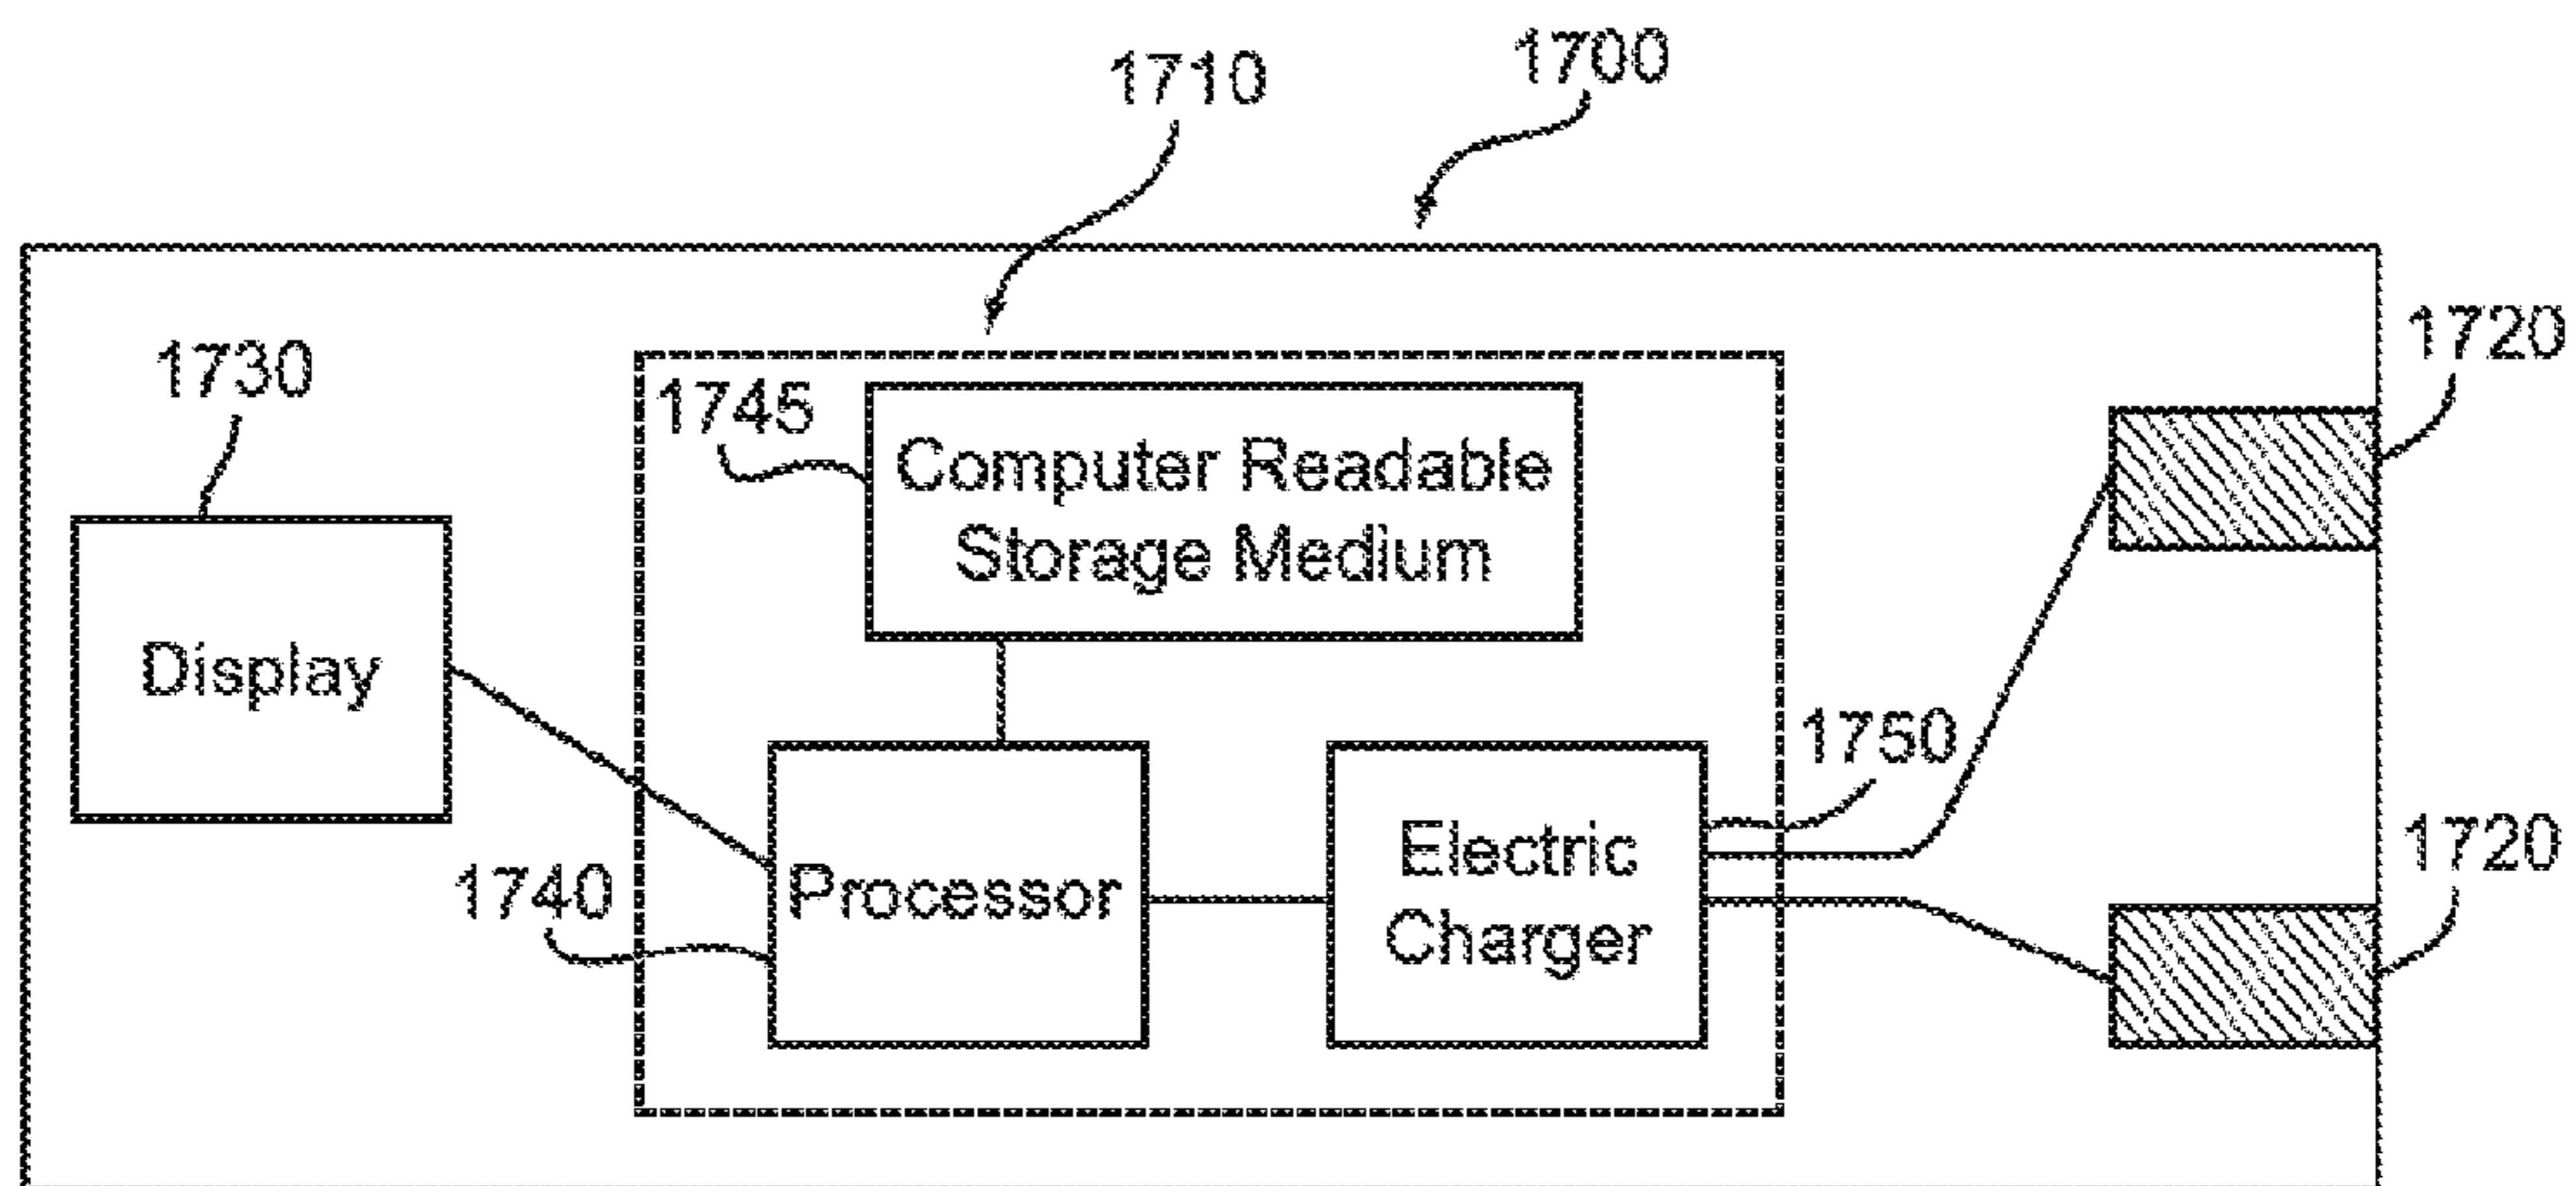 1700
1710
1720
1730
1745
Computer Readable
Storage Medium
Display
1750
1720
Electric
Charger
Processor
1740